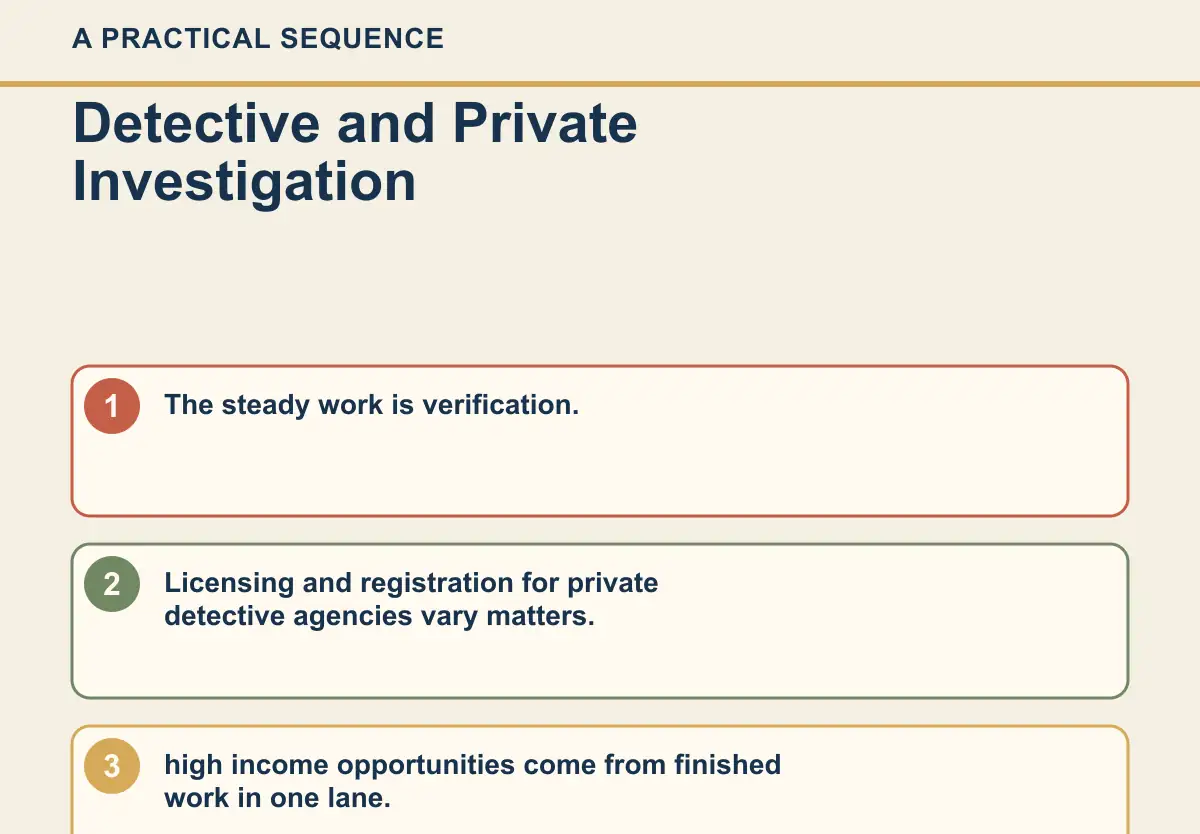 A PRACTICAL SEQUENCE
Detective and Private
Investigation
1
The steady work is verification.
2
Licensing and registration for private
detective agencies vary matters.
3
high income opportunities come from finished
work in one lane.